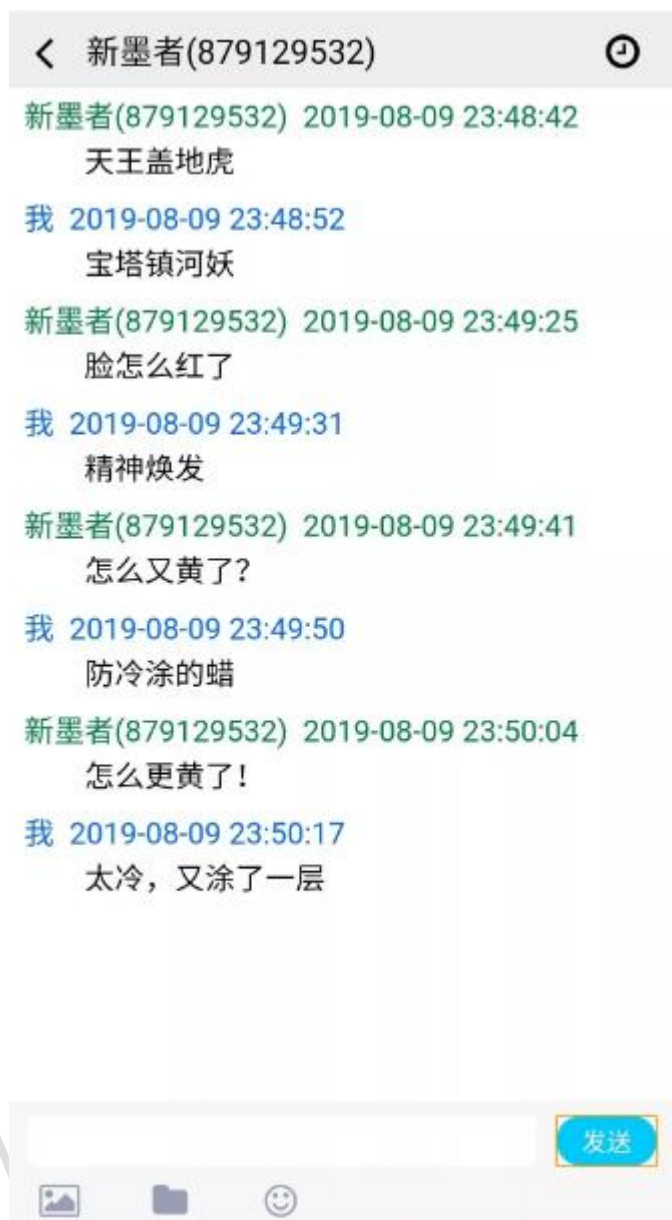 新墨者(879129532)
新墨者(879129532) 2019-08-09 23:48:42
天王盖地虎
我 2019-08-09 23:48:52
宝塔镇河妖
新墨者(879129532) 2019-08-09 23:49:25
脸怎么红了
我 2019-08-09 23:49:31
精神焕发
新墨者(879129532) 2019-08-09 23:49:41
怎么又黄了?
我 2019-08-09 23:49:50
防冷涂的蜡
新墨者(879129532) 2019-08-09 23:50:04
怎么更黄了!
我 2019-08-09 23:50:17
太冷，又涂了一层
发送